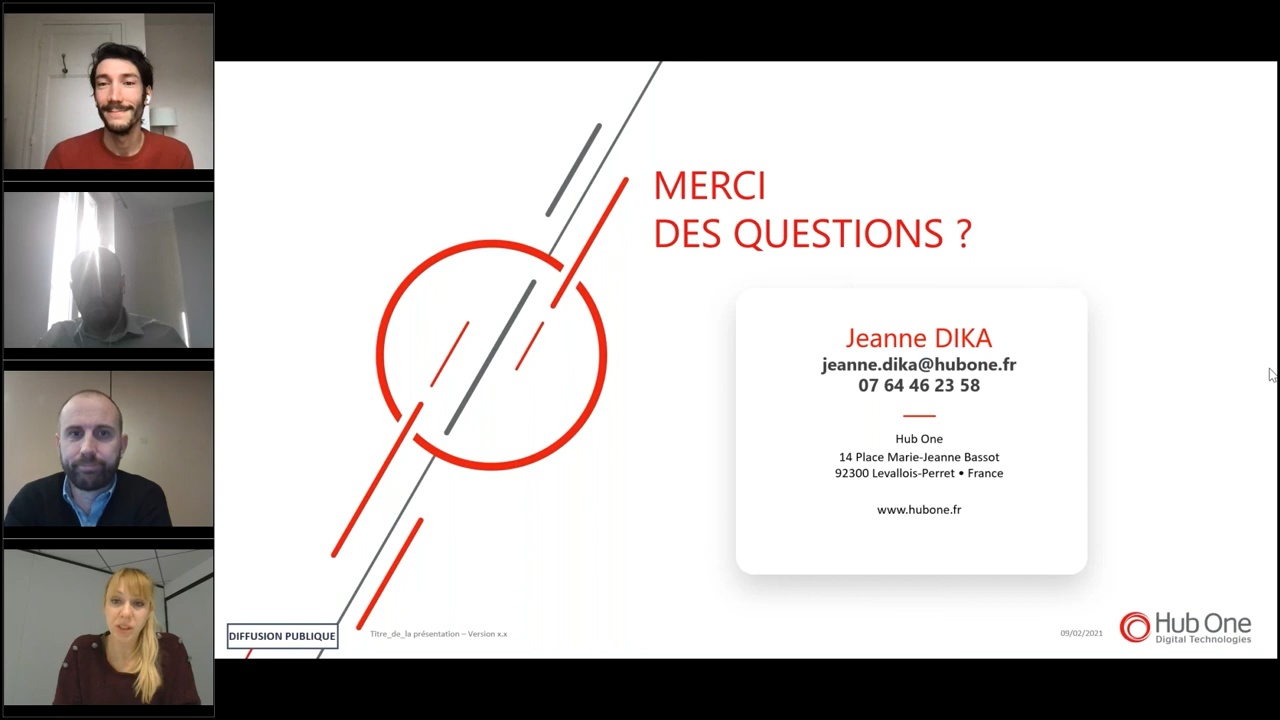 MERCI
DES QUESTIONS ?
Jeanne DIKA
jeanne.dika@hubone.fr
07 64 46 23 58
Hub One
14 Place Marie-Jeanne Bassot
92300 Levallois-Perret • France
www.hubone.fr
DIFFUSION PUBLIQUE
Titre_de_la présentation – Version x.x
09/02/2021
Hub One
Digital Technologies